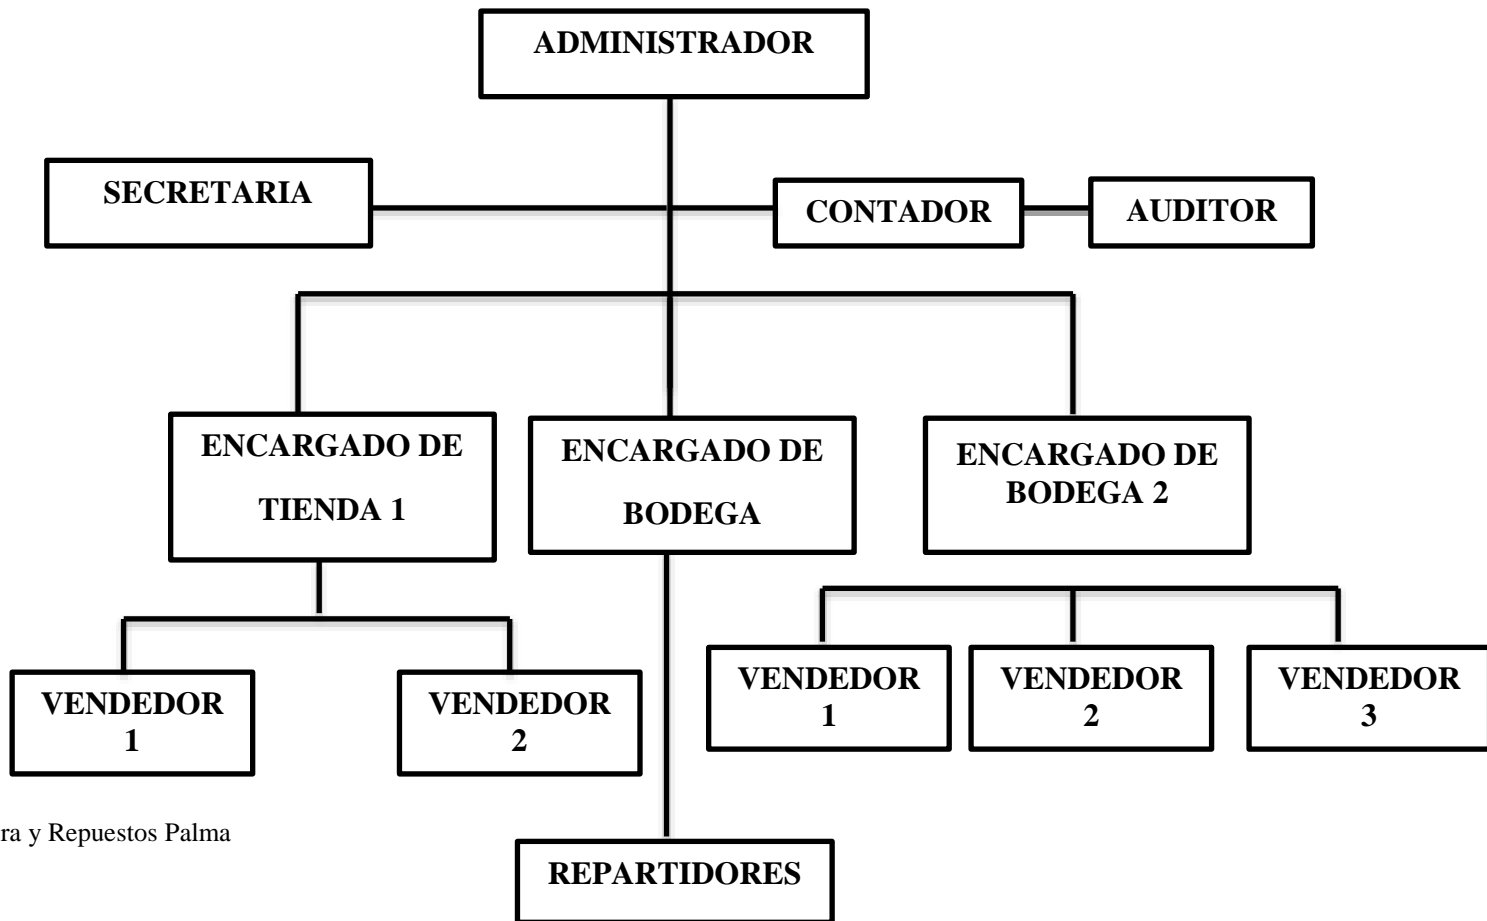 ADMINISTRADOR
SECRETARIA
CONTADOR
AUDITOR
ENCARGADO DE
TIENDA 1
ENCARGADO DE
BODEGA
ENCARGADO DE
BODEGA 2
VENDEDOR
1
VENDEDOR
2
VENDEDOR
1
VENDEDOR
2
VENDEDOR
3
ra y Repuestos Palma
REPARTIDORES